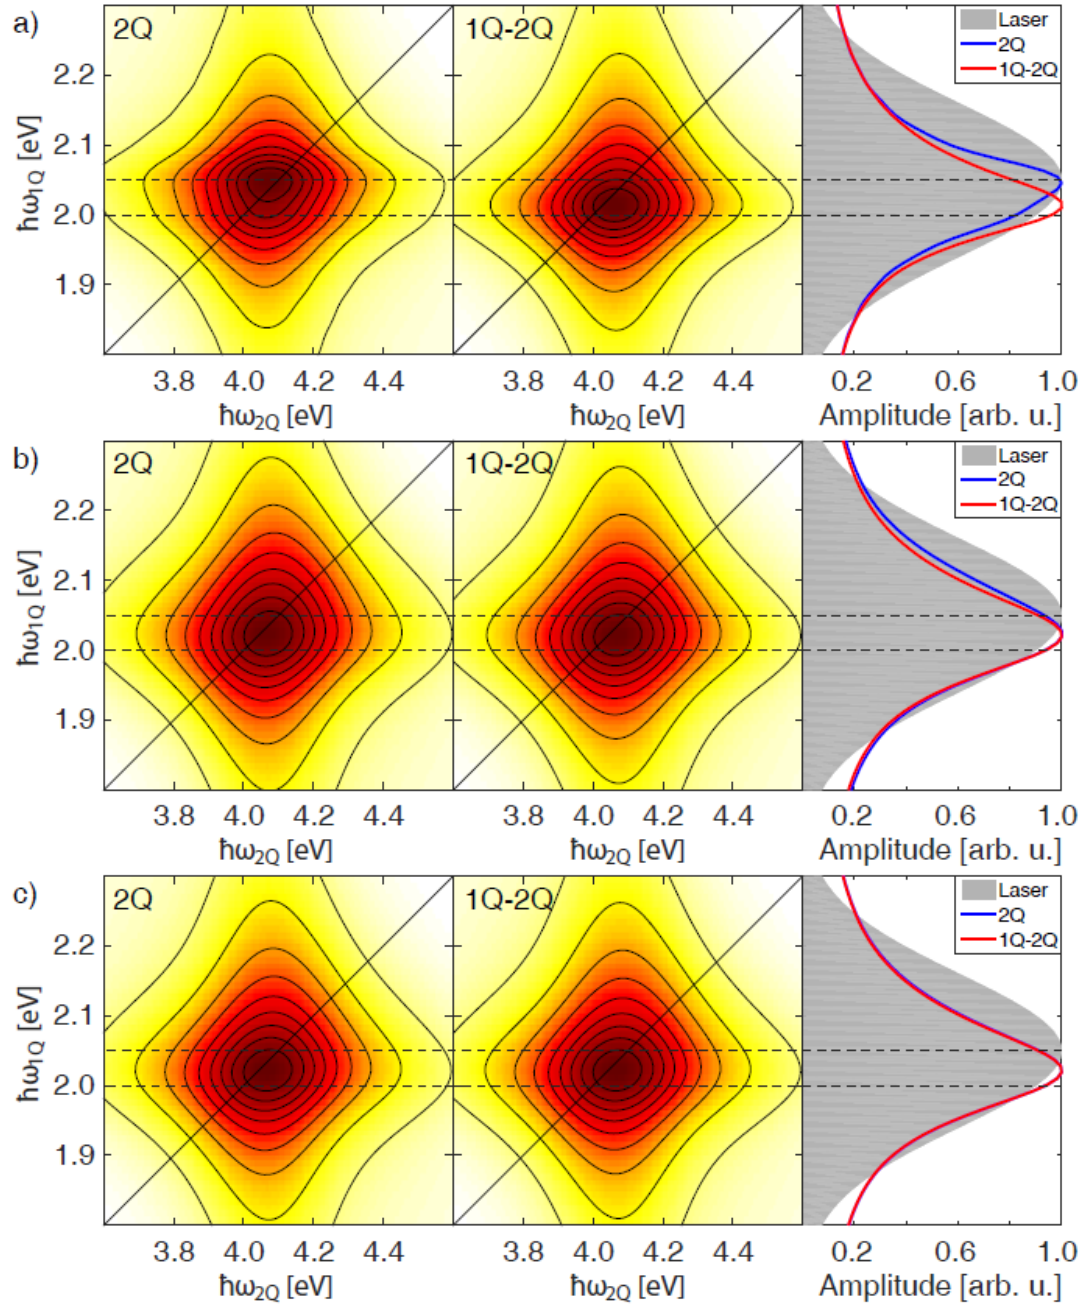 a)
2Q
1Q-2Q
Laser
2Q
1Q-2Q
2.2
2.1
2.0
1.9
ħω1Q [eV]
3.8 4.0 4.2 4.4
3.8 4.0 4.2 4.4
0.2 0.6 1.0
ħω2Q [eV]
ħω2Q [eV]
Amplitude [arb. u.]
b)
2Q
1Q-2Q
Laser
2Q
1Q-2Q
2.2
2.1
2.0
1.9
ħω1Q [eV]
3.8 4.0 4.2 4.4
3.8 4.0 4.2 4.4
0.2 0.6 1.0
ħω2Q [eV]
ħω2Q [eV]
Amplitude [arb. u.]
c)
2Q
1Q-2Q
Laser
2Q
1Q-2Q
2.2
2.1
2.0
1.9
ħω1Q [eV]
3.8 4.0 4.2 4.4
3.8 4.0 4.2 4.4
0.2 0.6 1.0
ħω2Q [eV]
ħω2Q [eV]
Amplitude [arb. u.]